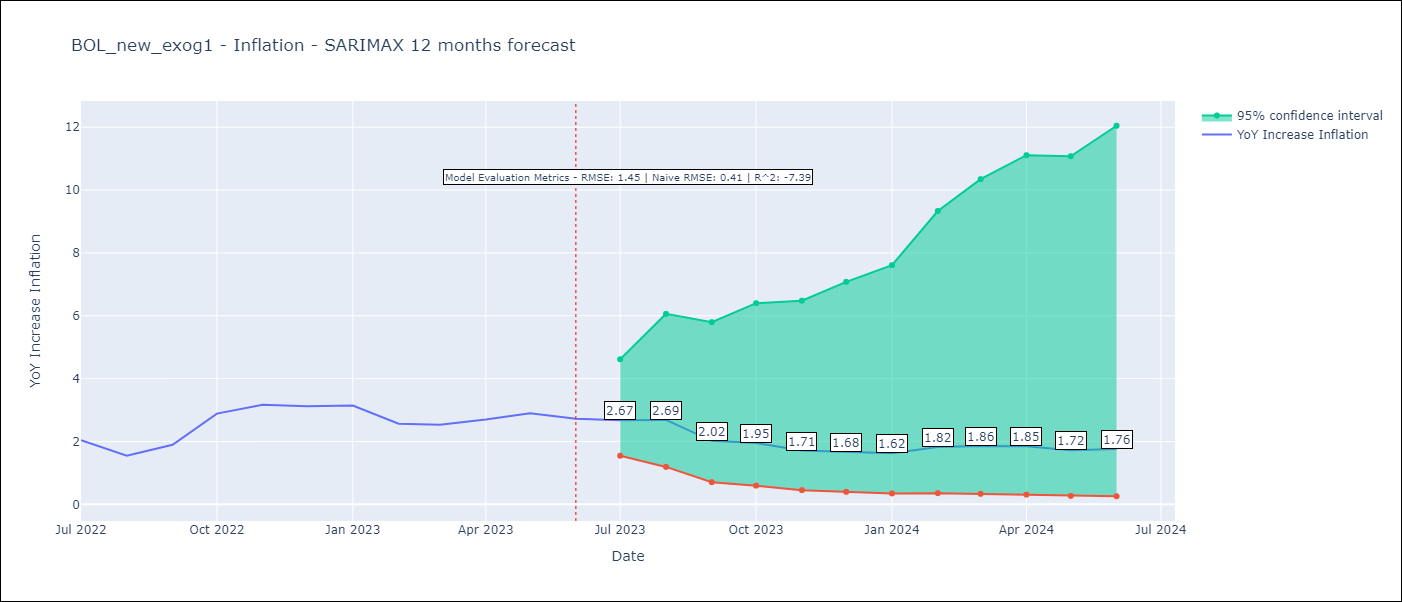 BOL_new_exog1 - Inflation - SARIMAX 12 months forecast
95% confidence interval
YoY Increase Inflation
Model Evaluation Metrics - RMSE: 1.45 | Naive RMSE: 0.41 | R^2: -7.39
YoY Increase Inflation
12
10
8
6
4
2
0
2.67
2.69
2.02
1.95
1.71
1.68
1.62
1.82
1.86
1.85
1.72
1.76
Jul 2022
Oct 2022
Jan 2023
Apr 2023
Jul 2023
Oct 2023
Jan 2024
Apr 2024
Jul 2024
Date